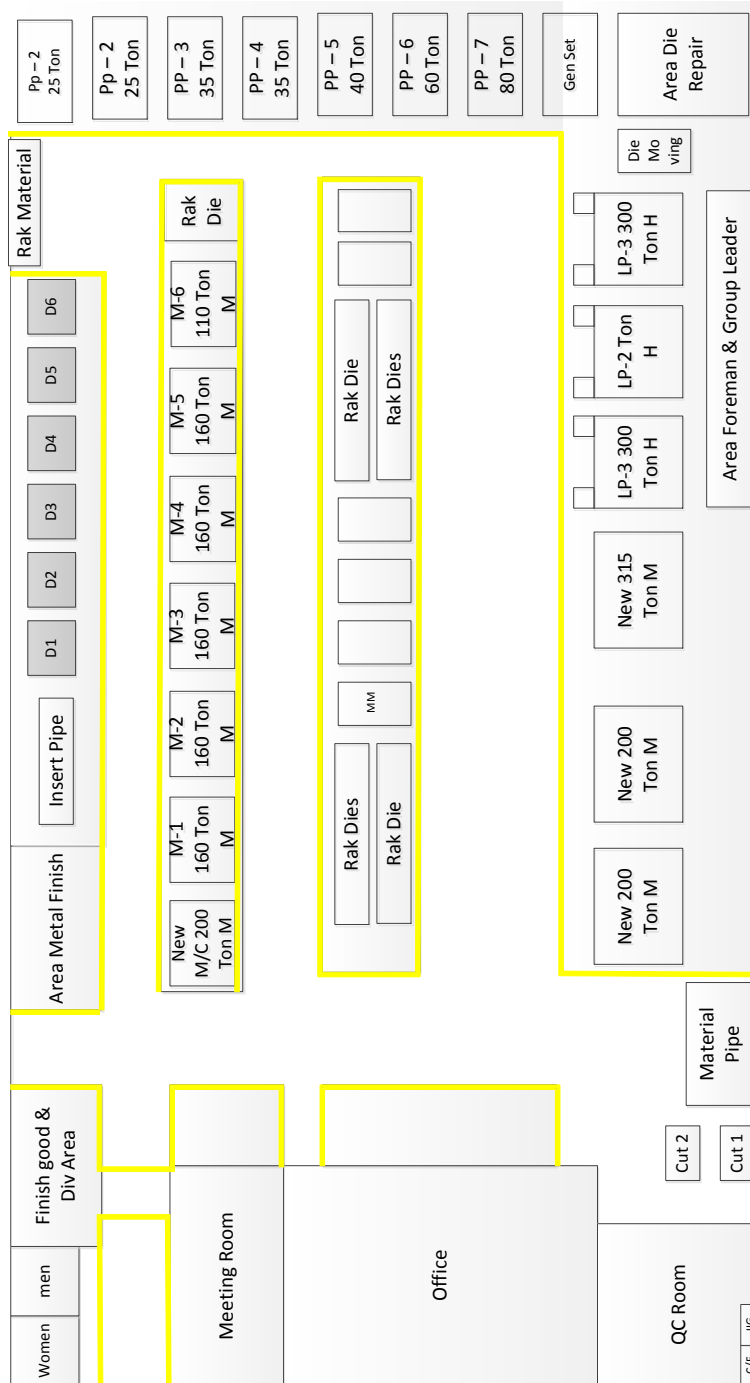 Pp – 2
25 Ton
Pp – 2
25 Ton
PP – 3
35 Ton
PP – 4
35 Ton
PP – 5
40 Ton
PP – 6
60 Ton
PP – 7
80 Ton
Gen Set
Area Die
Repair
Rak Material
Die
Mo
ving
D6
D5
D4
D3
D2
D1
Insert Pipe
Area Metal Finish
Rak
Die
M-6
110 Ton
M
M-5
160 Ton
M
M-4
160 Ton
M
M-3
160 Ton
M
M-2
160 Ton
M
M-1
160 Ton
M
New
M/C 200
Ton M
Rak Die
Rak Dies
MM
Rak Dies
Rak Die
LP-3 300
Ton H
LP-2 Ton
H
LP-3 300
Ton H
New 315
Ton M
New 200
Ton M
New 200
Ton M
Area Foreman & Group Leader
Material
Pipe
Cut 2
Cut 1
Finish good &
Div Area
men
Women
Meeting Room
Office
QC Room